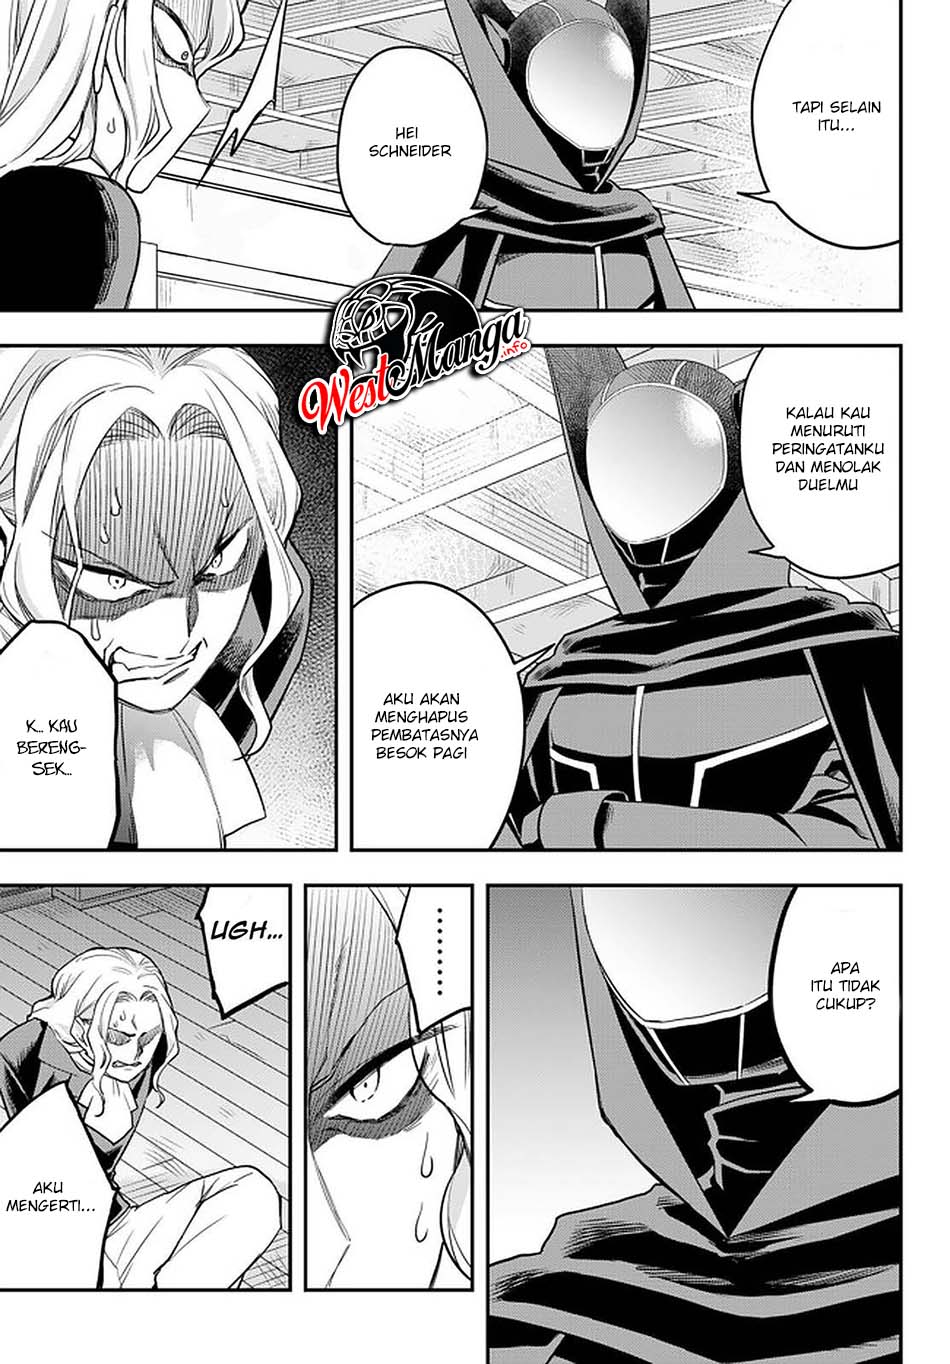 TAPI SELAIN
ITU...
HEI
SCHNEIDER
WestManga
.info
KALAU KAU
MENURUTI
PERINGATANKU
DAN MENOLAK
DUELMU
AKU AKAN
MENGHAPUS
PEMBATASNYA
BESOK PAGI
K... KAU
BERENG-
SEK...
APA
ITU TIDAK
CUKUP?
........
UGH...
AKU
MENGERTI...